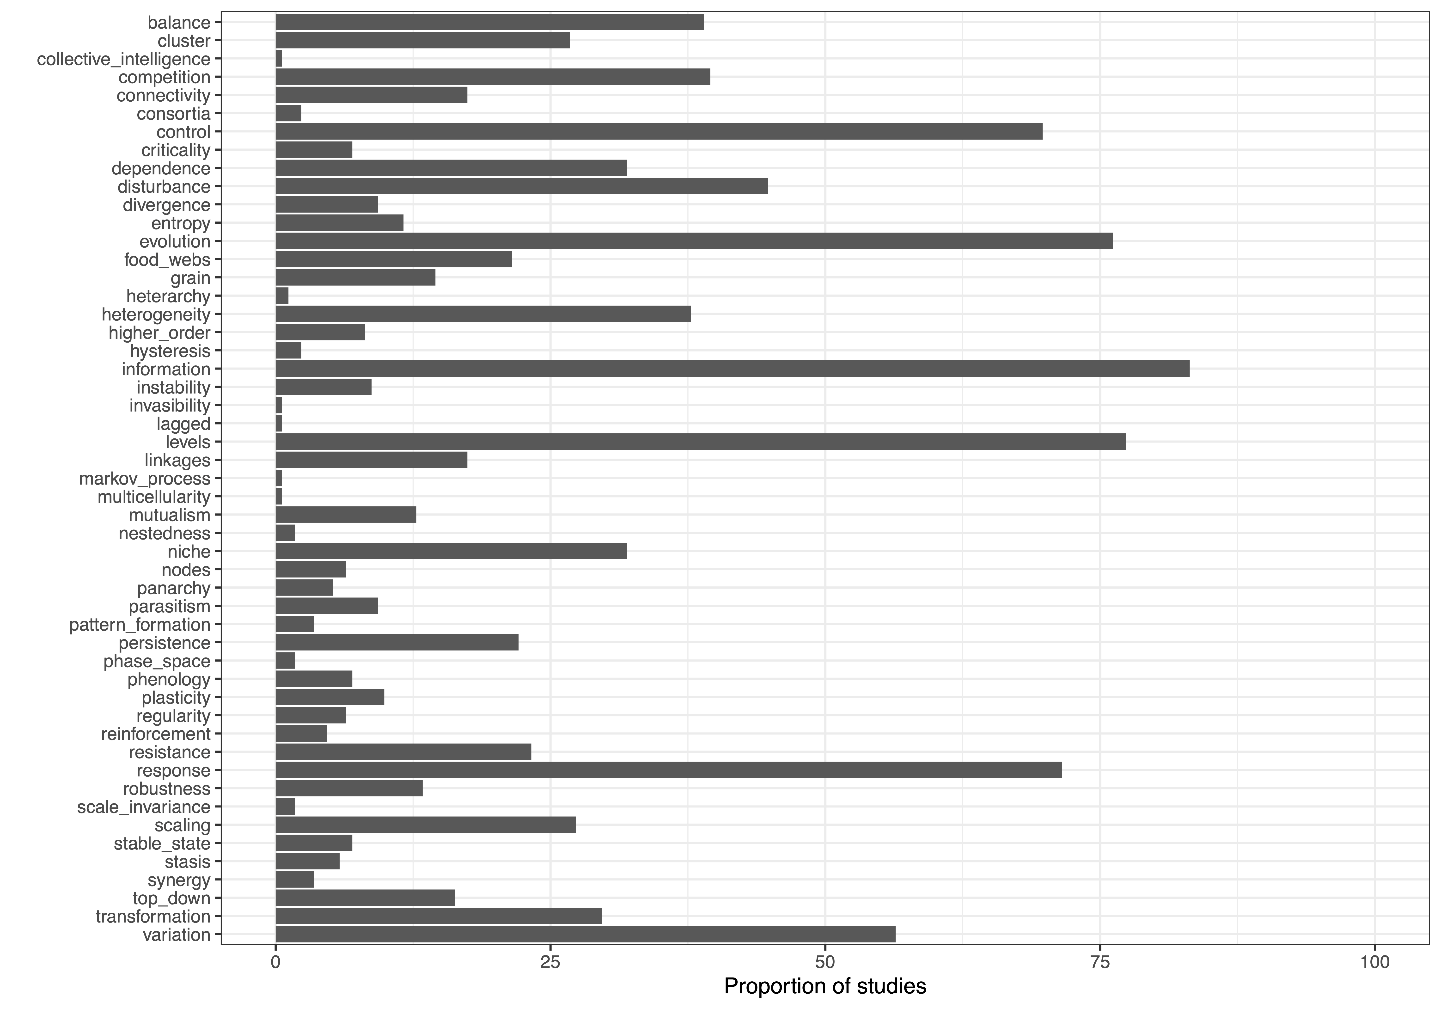 balance
cluster
collective_intelligence
competition
connectivity
consortia
control
criticality
dependence
disturbance
divergence
entropy
evolution
food_webs
grain
heterarchy
heterogeneity
higher_order
hysteresis
information
instability
invasibility
lagged
levels
linkages
markov_process
multicellularity
mutualism
nestedness
niche
nodes
panarchy
parasitism
pattern_formation
persistence
phase_space
phenology
plasticity
regularity
reinforcement
resistance
response
robustness
scale_invariance
scaling
stable_state
stasis
synergy
top_down
transformation
variation
0 25 50 75 100
Proportion of studies